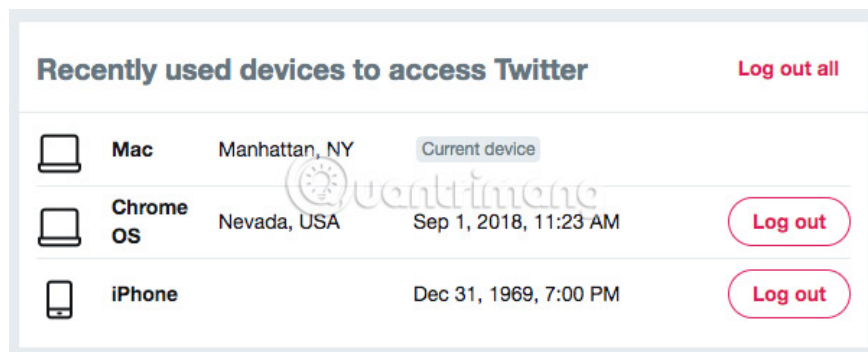 Recently used devices to access Twitter Log out all
Mac Manhattan, NY Current device
Quantrimang
Chrome OS Nevada, USA Sep 1, 2018, 11:23 AM Log out
iPhone Dec 31, 1969, 7:00 PM Log out